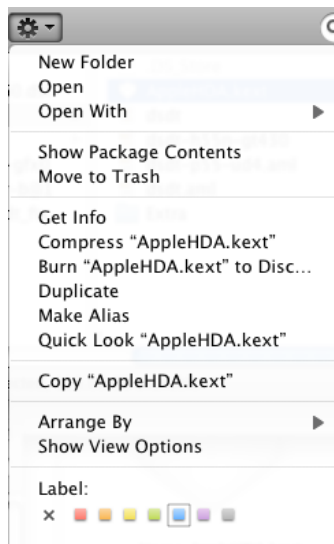 New Folder
Open
Open With
Show Package Contents
Move to Trash
Get Info
Compress “AppleHDA.kext”
Burn “AppleHDA.kext” to Disc...
Duplicate
Make Alias
Quick Look “AppleHDA.kext”
Copy “AppleHDA.kext”
Arrange By
Show View Options
Label: